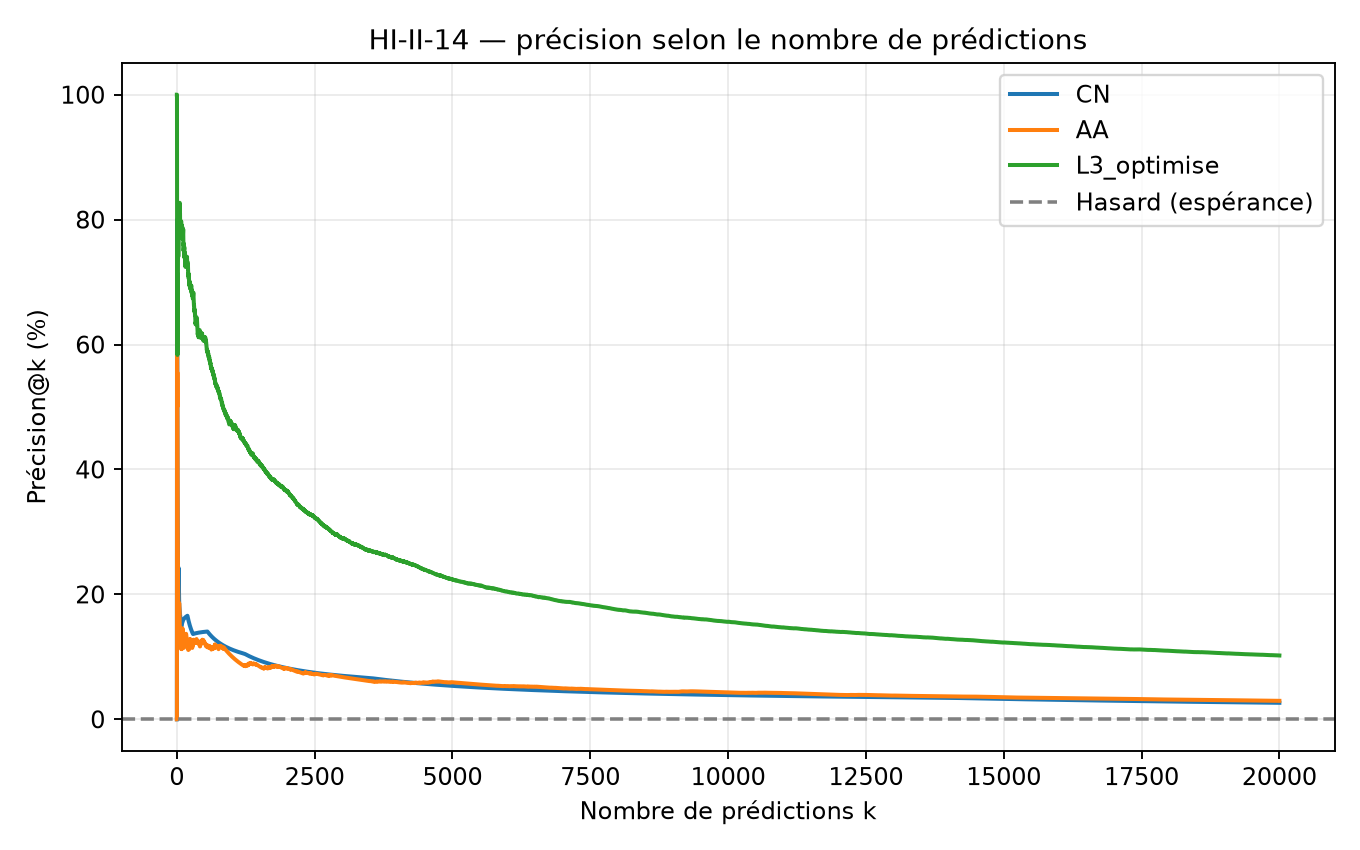 HI-II-14 — précision selon le nombre de prédictions
CN
AA
L3_optimise
Hasard (espérance)
Précision@k (%)
100
80
60
40
20
0
0 2500 5000 7500 10000 12500 15000 17500 20000
Nombre de prédictions k